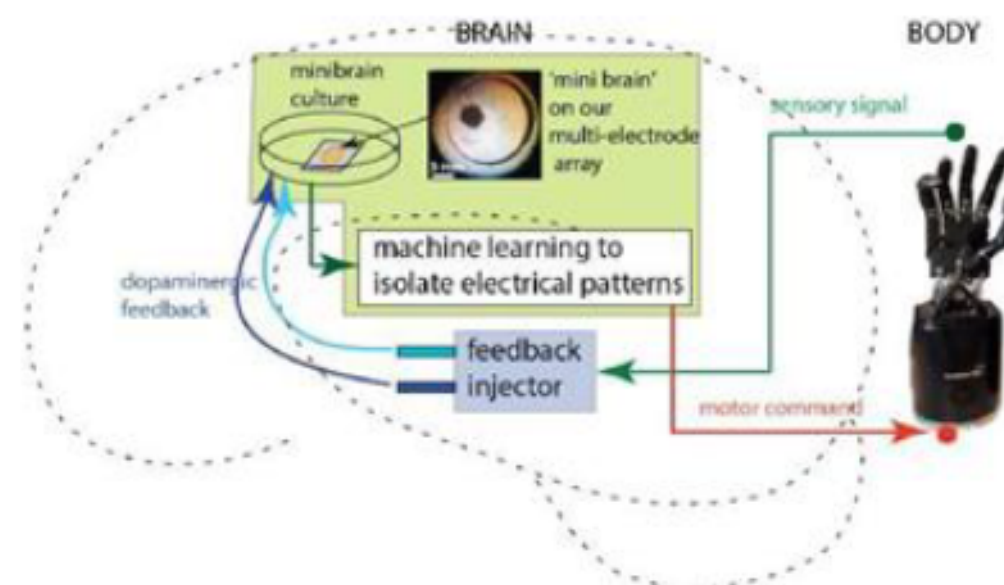 BRAIN
BODY
minibrain
culture
'mini brain'
on our
multi-electrode
array
sensory signal
machine learning to
isolate electrical patterns
dopaminergic
feedback
feedback
injector
motor command